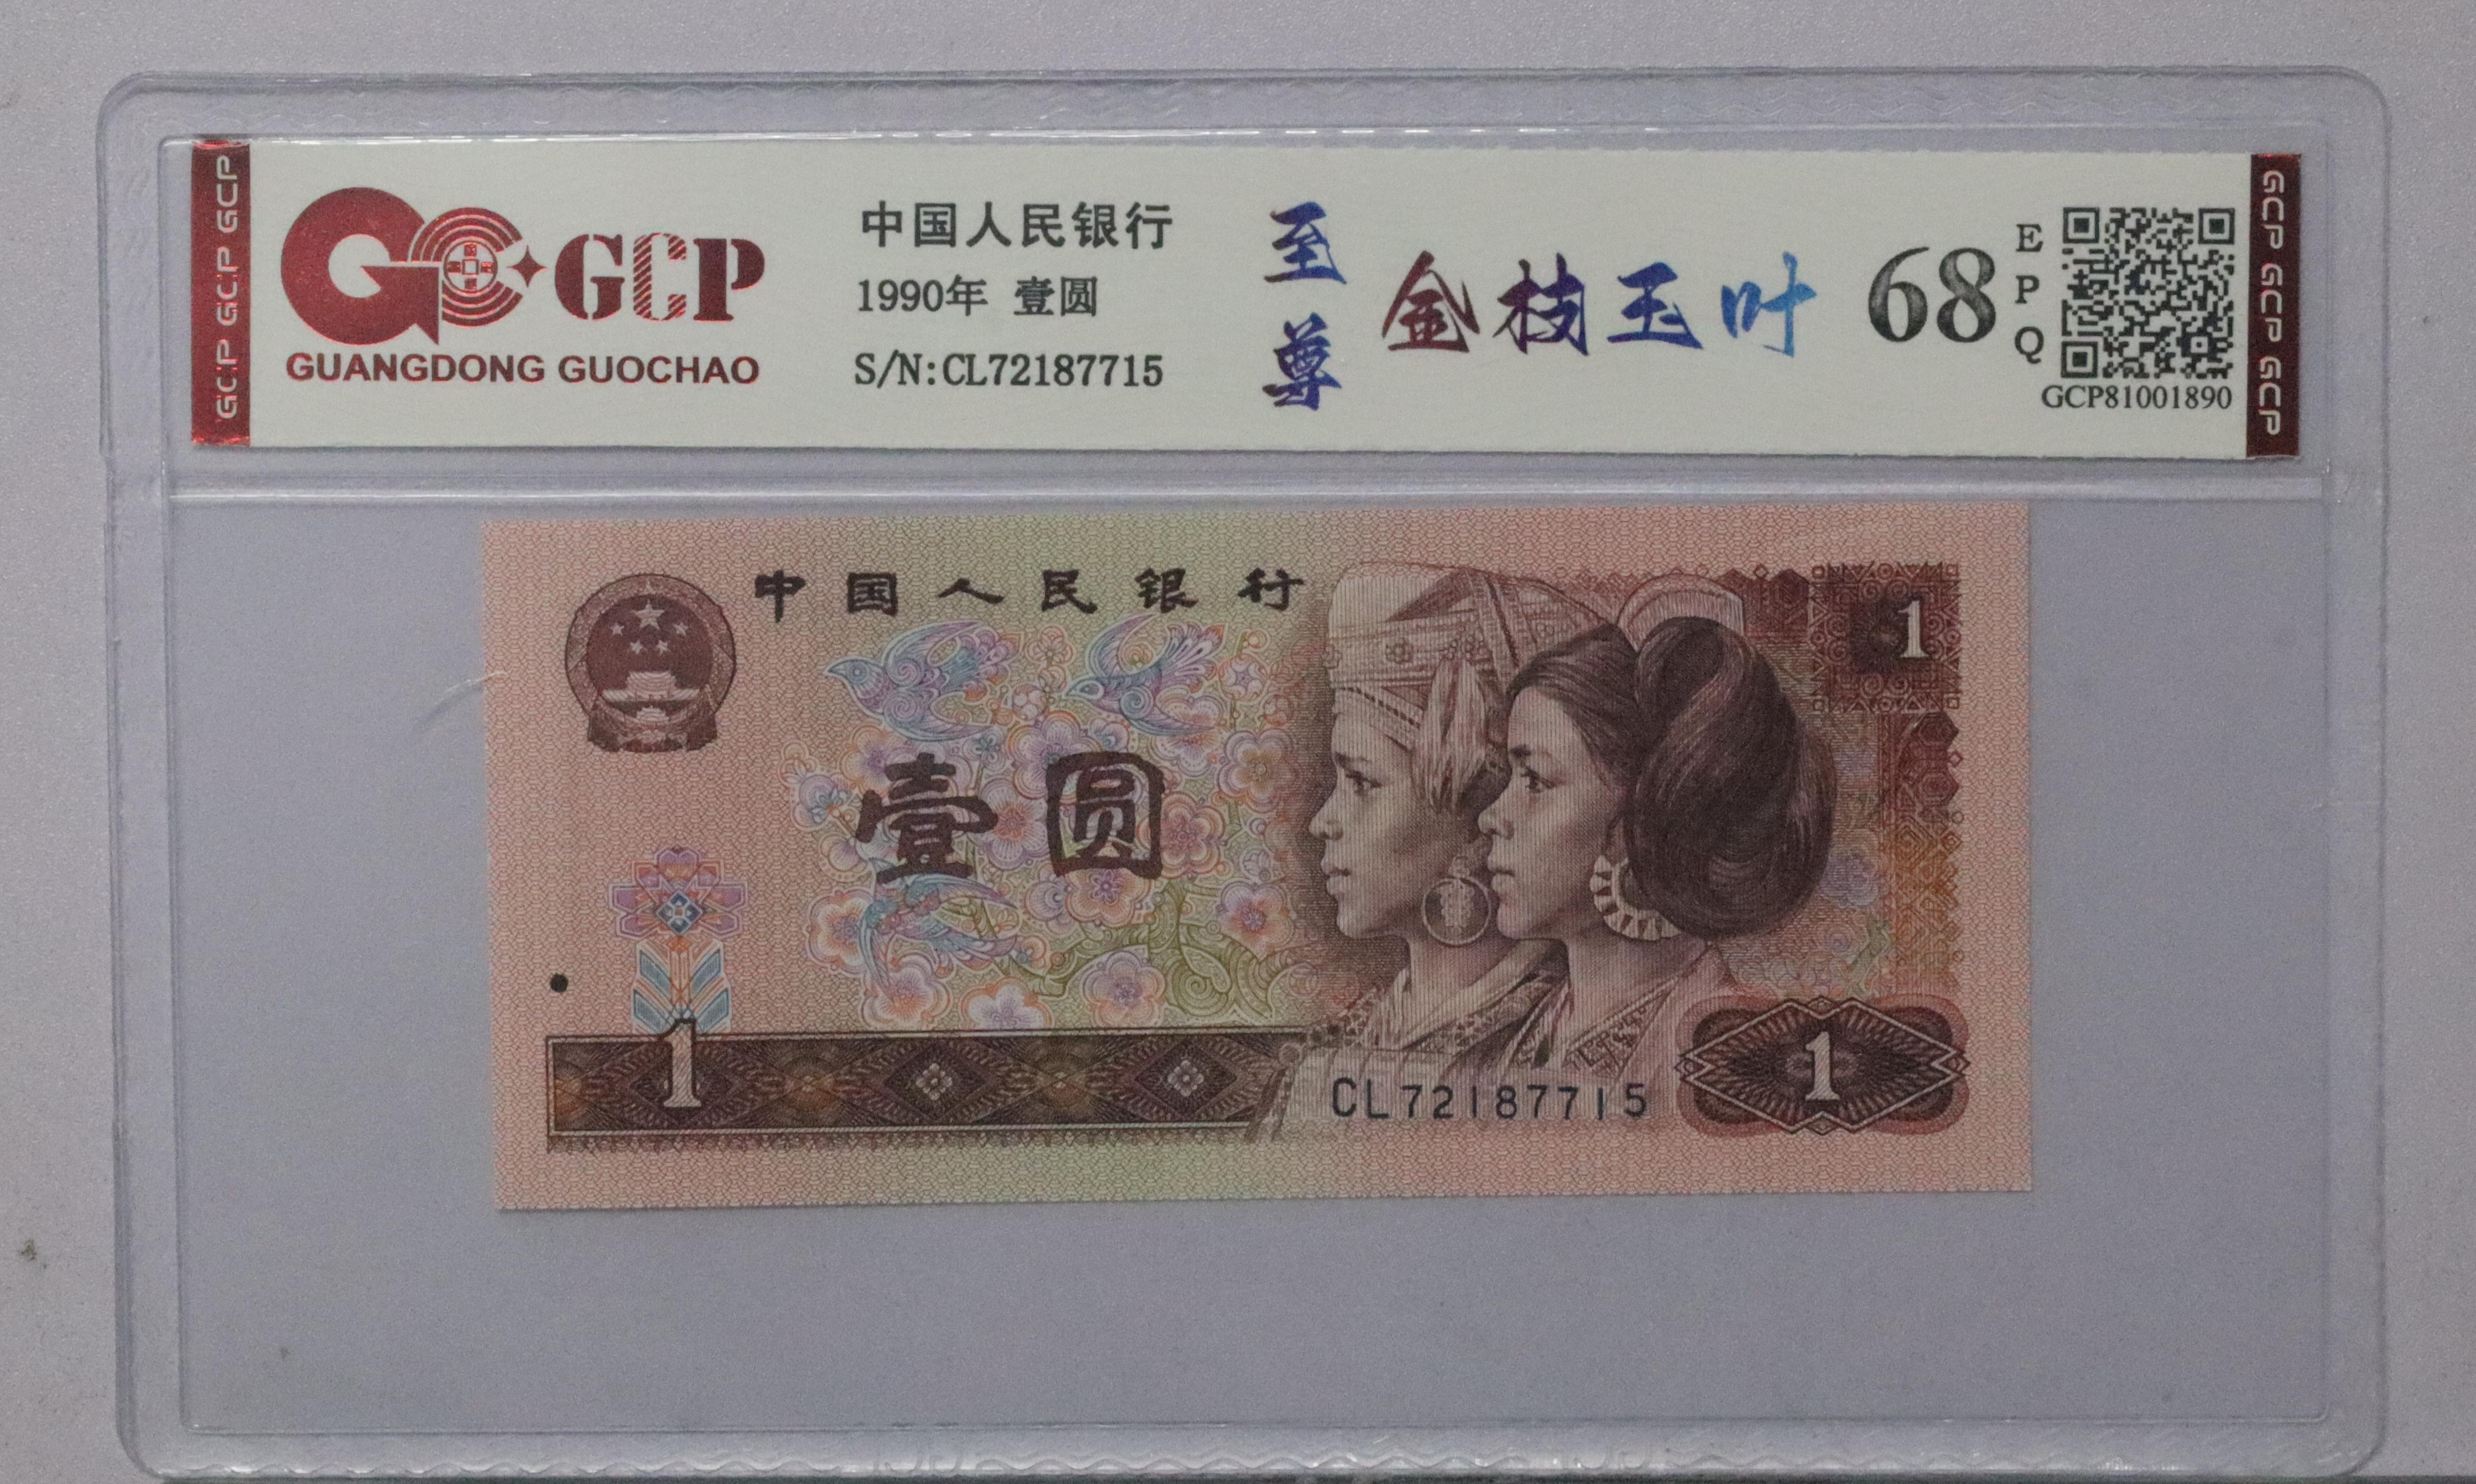 GCP GCP GCP
GCP
GUANGDONG GUOCHAO
中国人民银行
1990年 壹圆
S/N:CL72187715
至尊
金枝玉叶
68
EPQ
GCP81001890
GCP GCP GCP
中国人民银行
1
壹圆
1
CL72187715
1